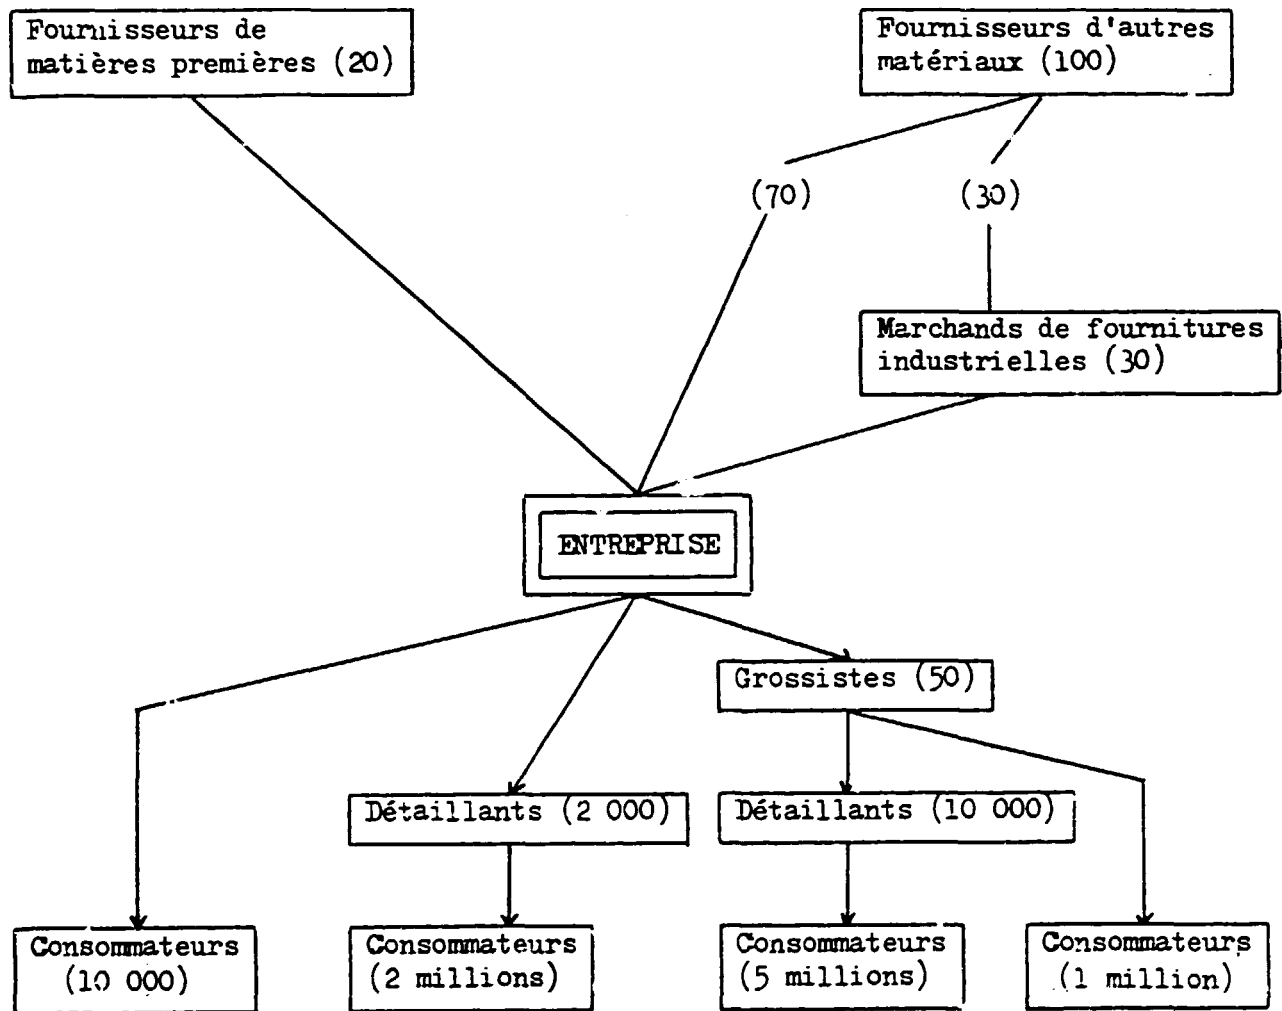 Fournisseurs de
matières premières (20)
Fournisseurs d'autres
matériaux (100)
(70)
(30)
Marchands de fournitures
industrielles (30)
ENTREPRISE
Grossistes (50)
Détaillants (2 000)
Détaillants (10 000)
Consommateurs
(10 000)
Consommateurs
(2 millions)
Consommateurs
(5 millions)
Consommateurs
(1 million)